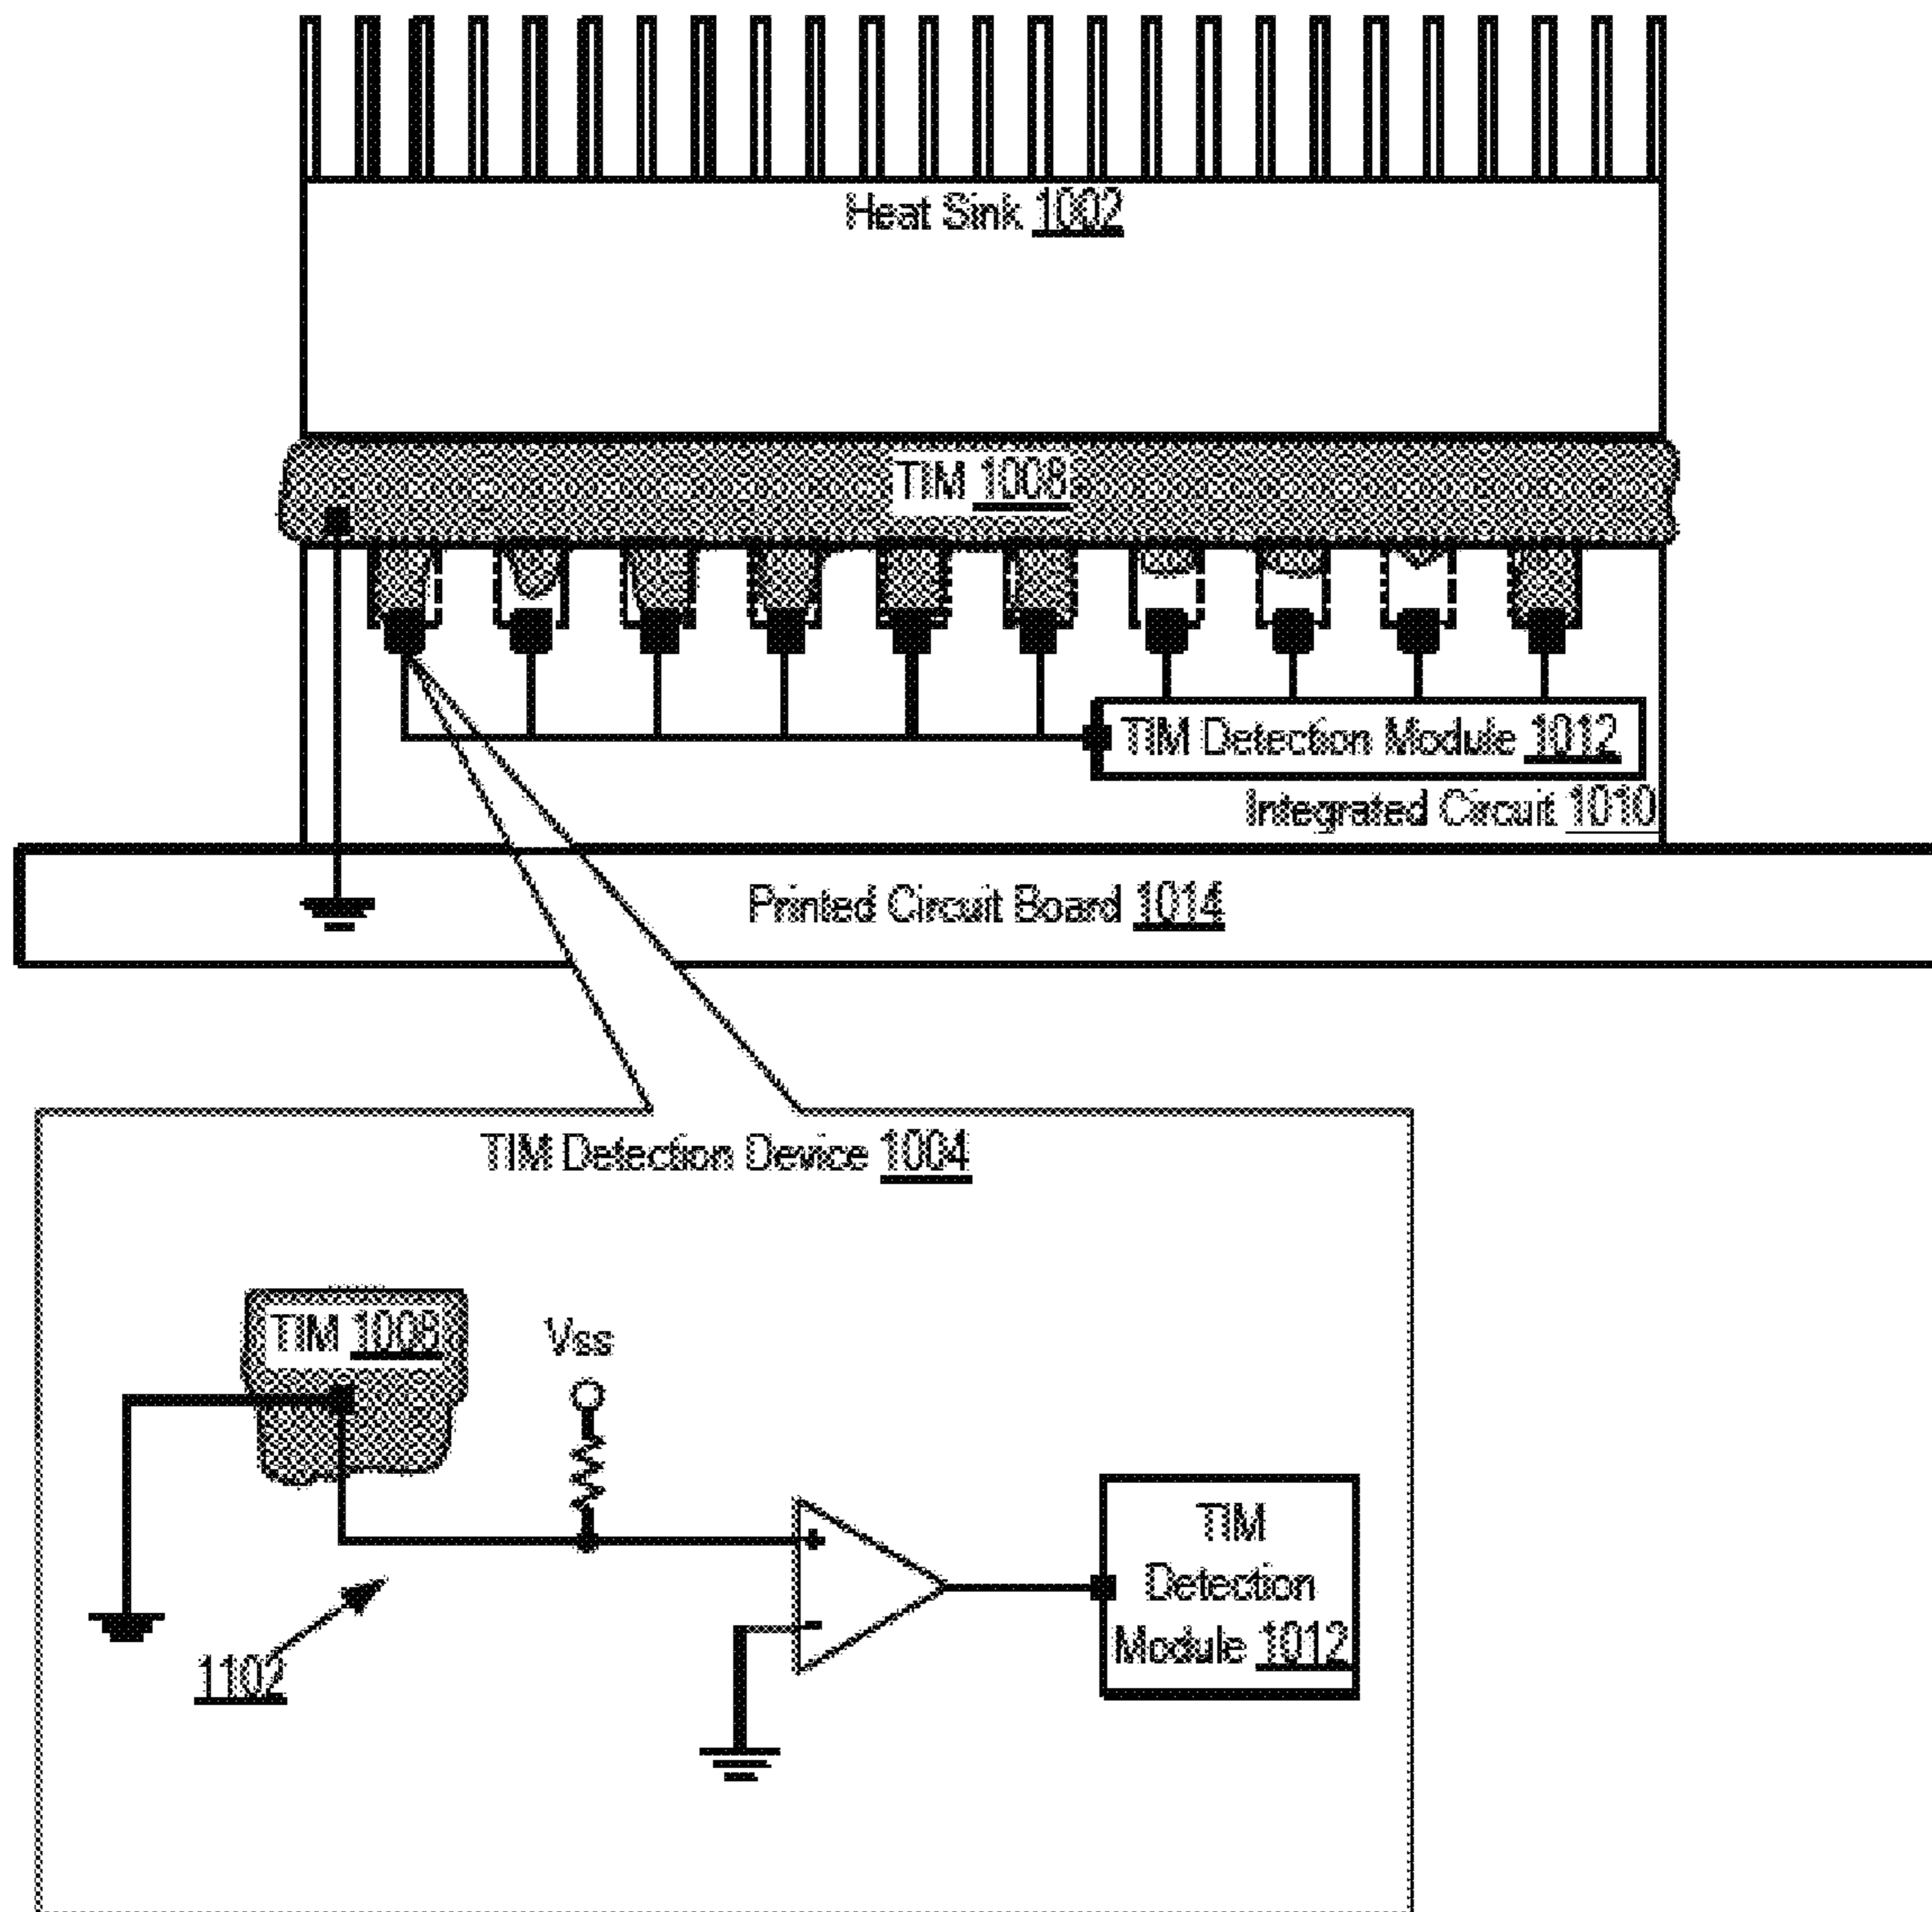 Heat Sink 1002
TIM 1008
TIM Detection Module 1012
Integrated Circuit 1010
Printed Circuit Board 1014
TIM Detection Device 1004
TIM 1008
Vss
+
-
TIM
Detection
Module 1012
1102